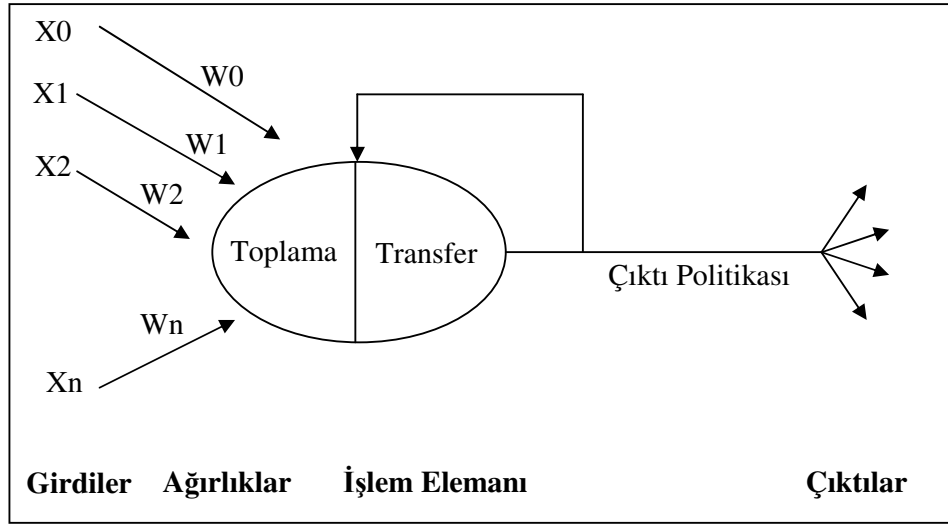 X0
W0
X1
W1
X2
W2
Toplama
Transfer
Çıktı Politikası
Wn
Xn
Girdiler Ağırlıklar İşlem Elemanı Çıktılar